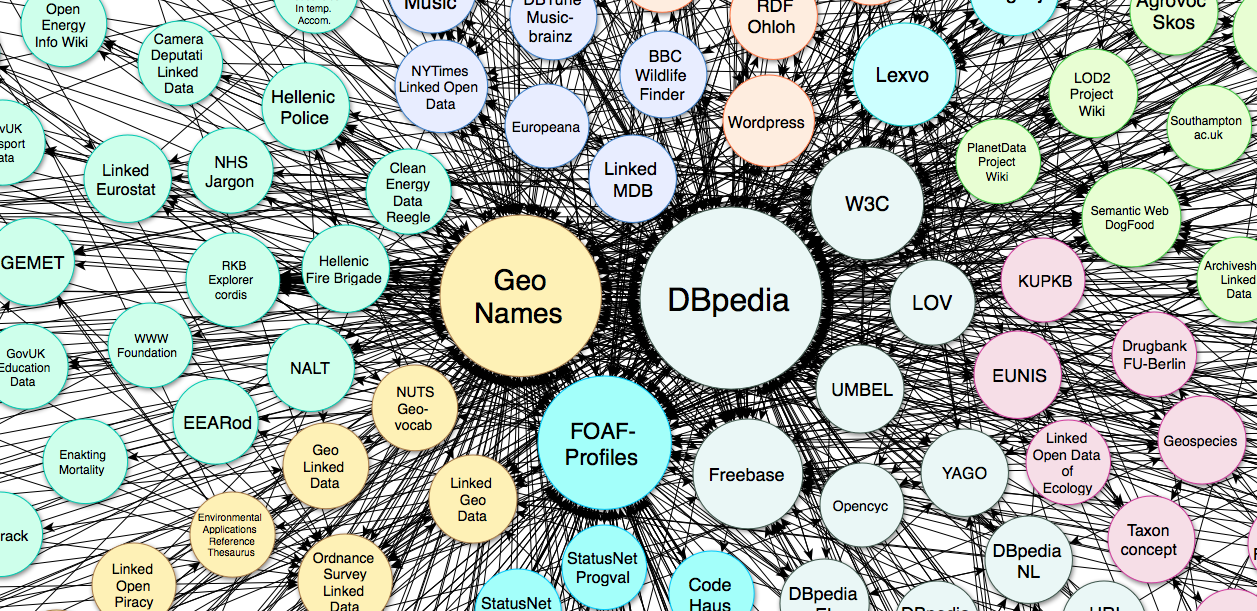 Open
Energy
Info Wiki
In temp.
Accom.
Music
DBTune
Music-
brainz
RDF
Ohloh
Agrovoc
Skos
Camera
Deputati
Linked
Data
NYTimes
Linked Open
Data
BBC
Wildlife
Finder
Lexvo
LOD2
Project
Wiki
Hellenic
Police
Europeana
Wordpress
Southampton
ac.uk
Linked
Eurostat
NHS
Jargon
Clean
Energy
Data
Reegle
Linked
MDB
PlanetData
Project
Wiki
W3C
Semantic Web
DogFood
GEMET
RKB
Explorer
cordis
Hellenic
Fire Brigade
Geo
Names
DBpedia
LOV
KUPKB
Archiveshub
Linked
Data
WWW
Foundation
GovUK
Education
Data
NALT
NUTS
Geo-
vocab
UMBEL
EUNIS
Drugbank
FU-Berlin
EEARod
FOAF-
Profiles
Geospecies
Enakting
Mortality
Geo
Linked
Data
Linked
Geo
Data
Freebase
Opencyc
YAGO
Linked
Open Data
of
Ecology
Environmental
Applications
Reference
Thesaurus
Taxon
concept
Linked
Open
Piracy
Ordnance
Survey
Linked
Data
StatusNet
Progval
StatusNet
Code
Haus
DBpedia
DBpedia
NL
DBpedia